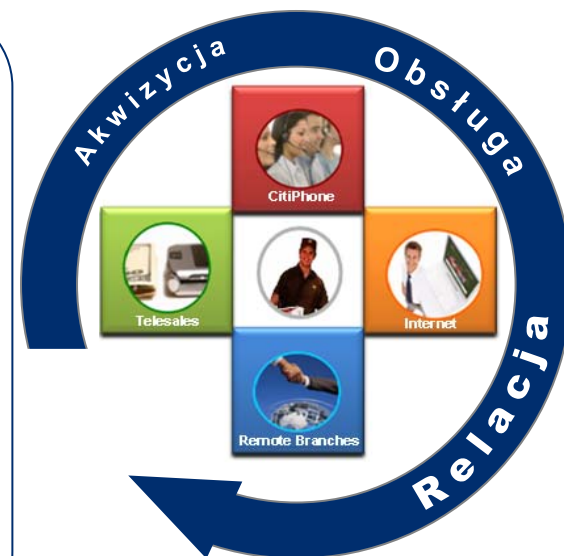 Akwizycja
Obsługa
CitiPhone
Telesales
Internet
Remote Branches
Relacja